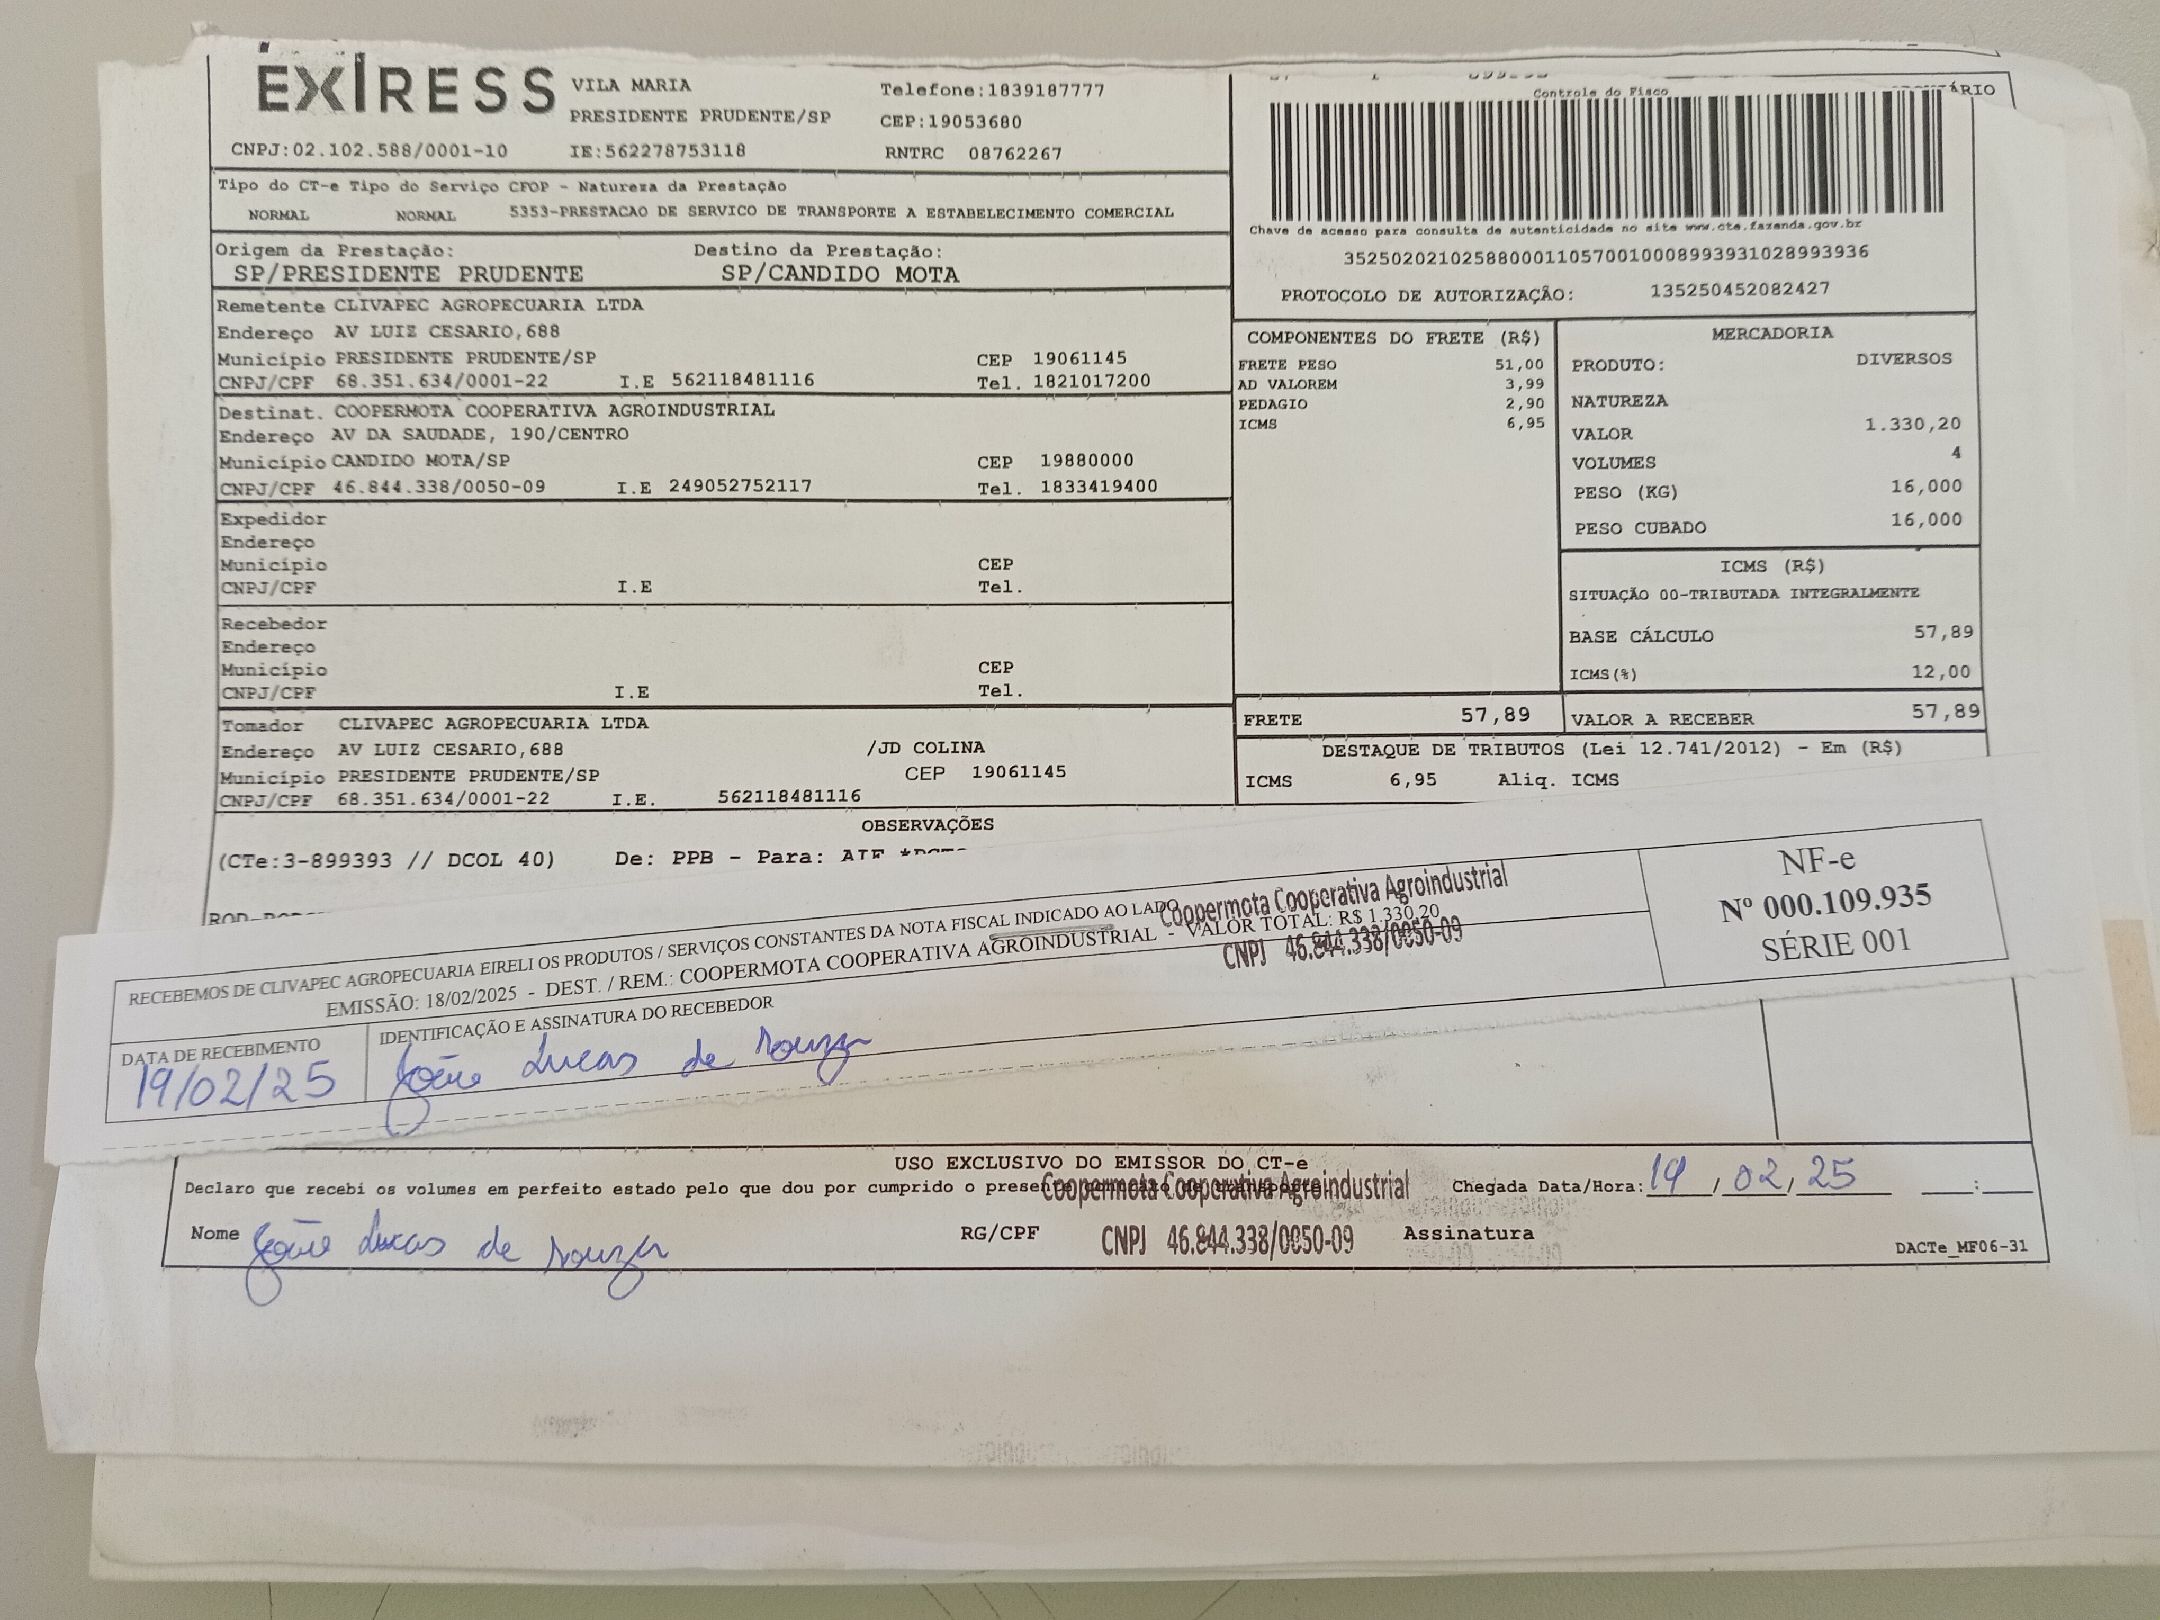 EXPRESS
VILA MARIA
PRESIDENTE PRUDENTE/SP
Telefone:1839187777
CEP:19053680
CNPJ:02.102.588/0001-10 IE:562278753118 RNTRC 08762267
Tipo do CT-e Tipo do Serviço CFOP - Natureza da Prestação
NORMAL NORMAL 5353-PRESTACAO DE SERVICO DE TRANSPORTE A ESTABELECIMENTO COMERCIAL
Origem da Prestação: Destino da Prestação:
SP/PRESIDENTE PRUDENTE SP/CANDIDO MOTA
Remetente CLIVAPEC AGROPECUARIA LTDA
Endereço AV LUIZ CESARIO,688
Município PRESIDENTE PRUDENTE/SP CEP 19061145
CNPJ/CPF 68.351.634/0001-22 I.E 562118481116 Tel. 1821017200
Destinat. COOPERMOTA COOPERATIVA AGROINDUSTRIAL
Endereço AV DA SAUDADE, 190/CENTRO
Município CANDIDO MOTA/SP CEP 19880000
CNPJ/CPF 46.844.338/0050-09 I.E 249052752117 Tel. 1833419400
Expedidor
Endereço
Município CEP
CNPJ/CPF I.E Tel.
Recebedor
Endereço
Município CEP
CNPJ/CPF I.E Tel.
Tomador CLIVAPEC AGROPECUARIA LTDA
Endereço AV LUIZ CESARIO,688 /JD COLINA
Município PRESIDENTE PRUDENTE/SP CEP 19061145
CNPJ/CPF 68.351.634/0001-22 I.E. 562118481116
Controle do Fisco
Chave de acesso para consulta de autenticidade no site www.cte.fazenda.gov.br
35250202102588000110570010008993931028993936
PROTOCOLO DE AUTORIZAÇÃO: 135250452082427
COMPONENTES DO FRETE (R$)
FRETE PESO 51,00
AD VALOREM 3,99
PEDAGIO 2,90
ICMS 6,95
MERCADORIA
PRODUTO: DIVERSOS
NATUREZA
VALOR 1.330,20
VOLUMES 4
PESO (KG) 16,000
PESO CUBADO 16,000
ICMS (R$)
SITUAÇÃO 00-TRIBUTADA INTEGRALMENTE
BASE CÁLCULO 57,89
ICMS(%) 12,00
FRETE 57,89 VALOR A RECEBER 57,89
DESTAQUE DE TRIBUTOS (Lei 12.741/2012) - Em (R$)
ICMS 6,95 Aliq. ICMS
OBSERVAÇÕES
(CTe:3-899393 // DCOL 40) De: PPB - Para:
RECEBEMOS DE CLIVAPEC AGROPECUARIA EIRELI OS PRODUTOS / SERVIÇOS CONSTANTES DA NOTA FISCAL INDICADO AO LADO
EMISSÃO: 18/02/2025 - DEST. / REM.: COOPERMOTA COOPERATIVA AGROINDUSTRIAL - VALOR TOTAL: R$ 1.330,20
Coopermota Cooperativa Agroindustrial
CNPJ 46.844.338/0050-09
NF-e
Nº 000.109.935
SÉRIE 001
DATA DE RECEBIMENTO
19/02/25
IDENTIFICAÇÃO E ASSINATURA DO RECEBEDOR
João Lucas de Souza
USO EXCLUSIVO DO EMISSOR DO CT-e
Declaro que recebi os volumes em perfeito estado pelo que dou por cumprido o presente contrato de transporte
Coopermota Cooperativa Agroindustrial
Chegada Data/Hora: 19/02/25 :
Nome João Lucas de Souza RG/CPF CNPJ 46.844.338/0050-09 Assinatura
DACTe_MF06-31